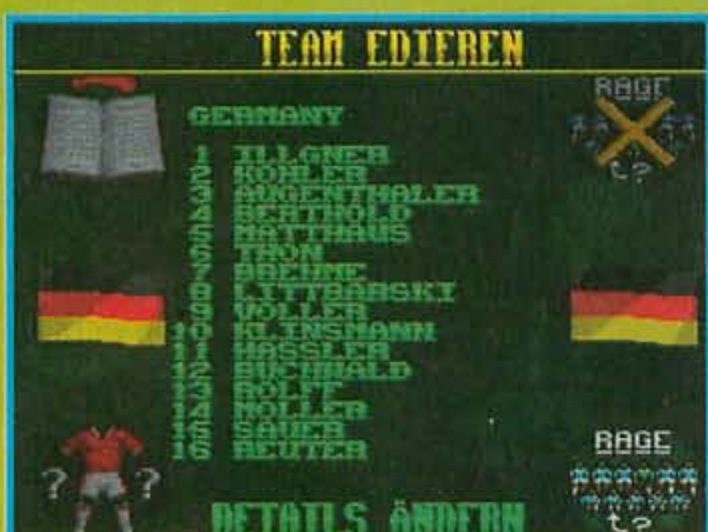 TEAM EDIEREN
RAGE
GERMANY
1 ILLGNER
2 KOHLER
3 AUGENTHALER
4 BERTHOLD
5 MATTHAUS
6 THON
7 BREHME
8 LITTBARSKI
9 VOLLER
10 KLINSMANN
11 HASSLER
12 BUCHWALD
13 ROLFF
14 MOLLER
15 SAUER
16 REUTER
? ?
RAGE
DETAILS ÄNDERN